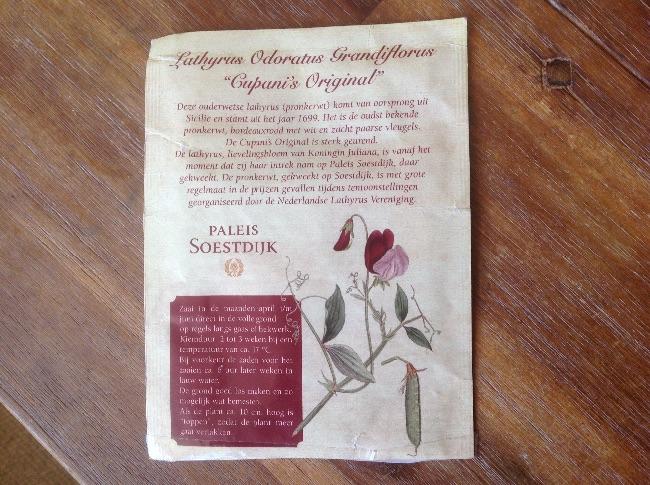 Lathyrus Odoratus Grandiflorus
"Cupani's Original"
Deze ouderwetse lathyrus (pronkerwt) komt van oorsprong uit
Sicilie en stamt uit het jaar 1699. Het is de oudst bekende
pronkerwt, bordeauxrood met wit en zacht paarse vleugels.
De Cupani's Original is sterk geurend.
De lathyrus, lievelingsbloem van Koningin Juliana, is vanaf het
moment dat zij haar intrek nam op Paleis Soestdijk, daar
gekweekt. De pronkerwt, gekweekt op Soestdijk, is met grote
regelmaat in de prijzen gevallen tijdens tentoonstellingen
georganiseerd door de Nederlandse Lathyrus Vereniging.
PALEIS
SOESTDIJK
Zaai in de maanden april t/m
juni direct in de volle grond
op regels langs gaas of hekwerk.
Kiemduur 2 tot 3 weken bij een
temperatuur van ca. 17 °C.
Bij voorkeur de zaden voor het
zaaien ca. 6 uur laten weken in
lauw water.
De grond goed los maken en zo
mogelijk wat bemesten.
Als de plant ca. 10 cm. hoog is
"toppen", zodat de plant meer
gaat vertakken.